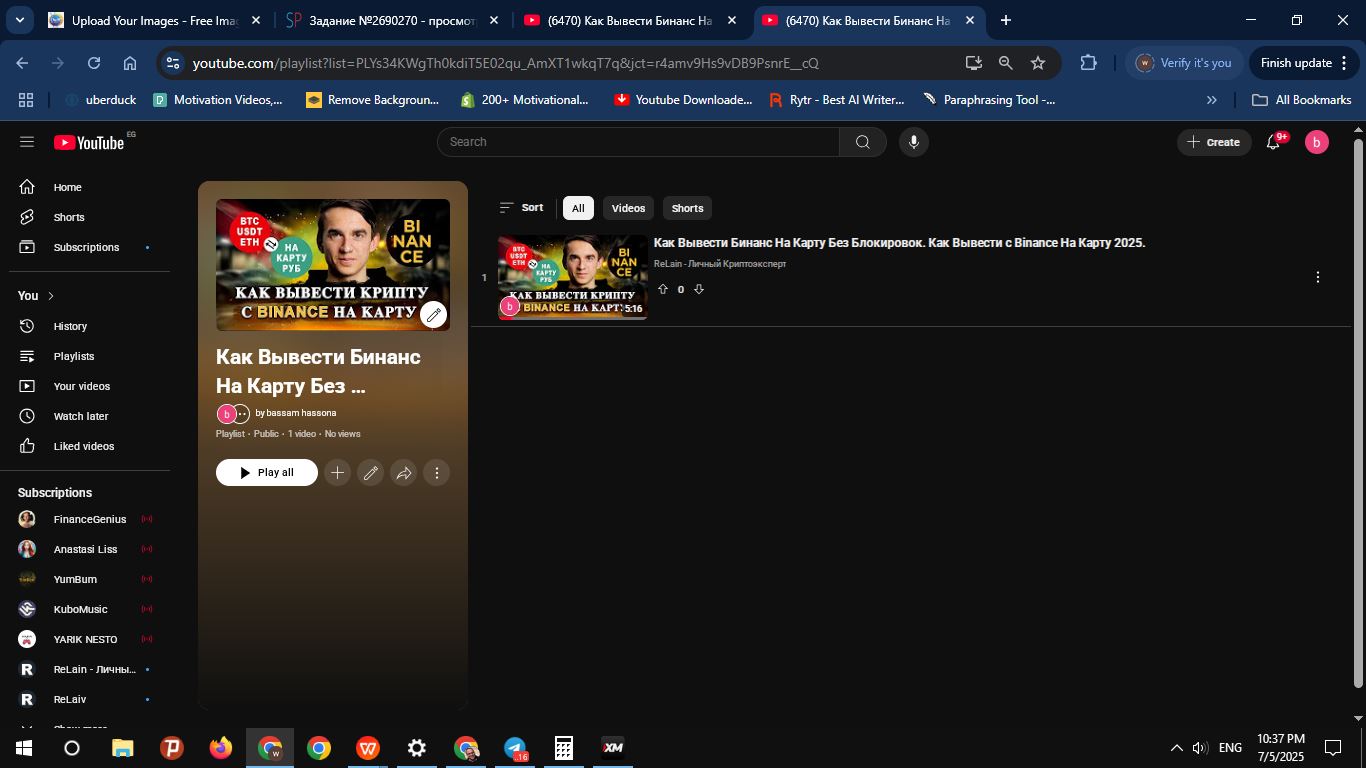 Upload Your Images - Free Imag
Задание №2690270 - просмотр
(6470) Как Вывести Бинанс На
(6470) Как Вывести Бинанс На
youtube.com/playlist?list=PLYs34KWgTh0kdiT5E02qu_AmXT1wkqT7q&jct=r4amv9Hs9vDB9PsnrE__cQ
Verify it's you
Finish update
uberduck
Motivation Videos,...
Remove Backgroun...
200+ Motivational...
Youtube Downloade...
Rytr - Best AI Writer...
Paraphrasing Tool -...
All Bookmarks
YouTube EG
Search
Create
9+
b
Home
Shorts
Subscriptions
You
History
Playlists
Your videos
Watch later
Liked videos
Subscriptions
FinanceGenius
Anastasi Liss
YumBum
KuboMusic
YARIK NESTO
ReLain - Личны...
ReLaiv
BTC
USDT
ETH
НА
КАРТУ
РУБ
BI
NAN
CE
КАК ВЫВЕСТИ КРИПТУ
С BINANCE НА КАРТУ
Как Вывести Бинанс
На Карту Без ...
b
by bassam hassona
Playlist · Public · 1 video · No views
Play all
Sort
All
Videos
Shorts
1
BTC
USDT
ETH
НА
КАРТУ
РУБ
BI
NAN
CE
КАК ВЫВЕСТИ КРИПТУ
BINANCE НА КАРТ
b
5:16
Как Вывести Бинанс На Карту Без Блокировок. Как Вывести с Binance На Карту 2025.
ReLain - Личный Криптоэксперт
0
XM
ENG
10:37 PM
7/5/2025